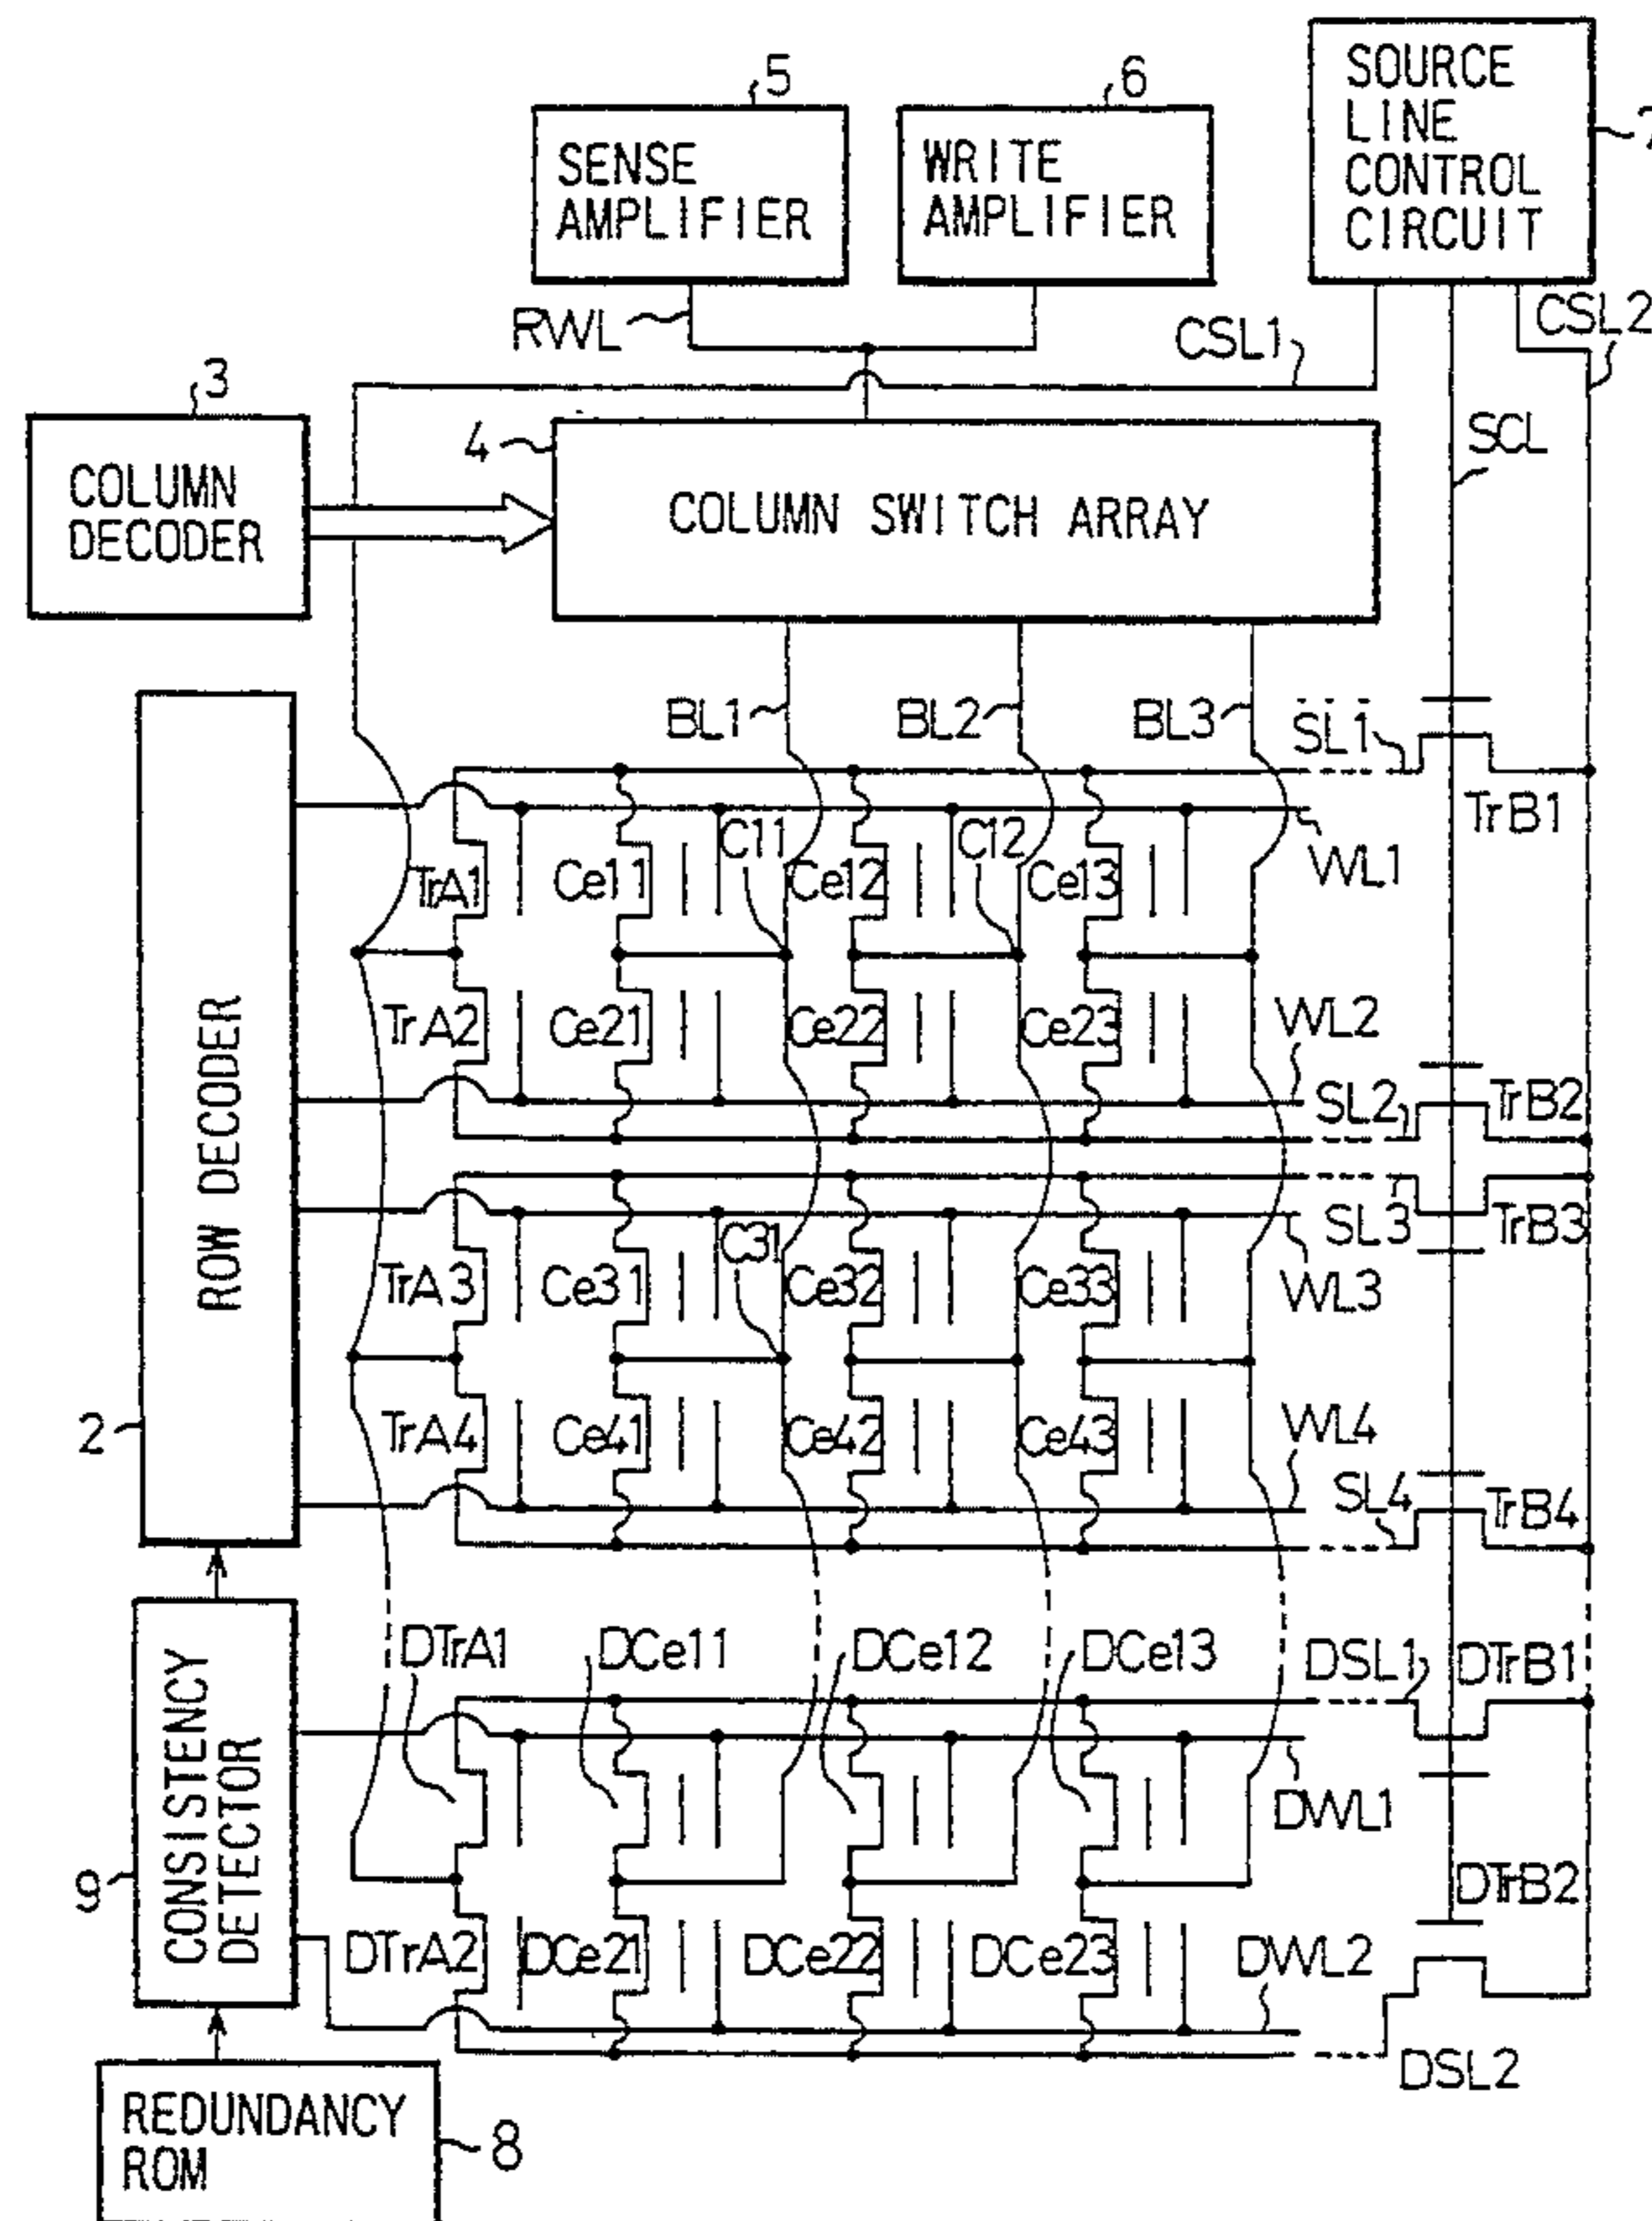 5
6
SENSE
AMPLIFIER
WRITE
AMPLIFIER
SOURCE
LINE
CONTROL
CIRCUIT
7
RWL
CSL1
CSL2
3
4
SCL
COLUMN
DECODER
COLUMN SWITCH ARRAY
BL1
BL2
BL3
SL1
TrB1
C11
C12
WL1
TrA1
Ce11
Ce12
Ce13
TrA2
Ce21
Ce22
Ce23
WL2
SL2
TrB2
ROW DECODER
SL3
TrB3
C31
TrA3
Ce31
Ce32
Ce33
WL3
2
TrA4
Ce41
Ce42
Ce43
WL4
SL4
TrB4
DTrA1
DCe11
DCe12
DCe13
DSL1
DTrB1
CONSISTENCY
DETECTOR
9
DWL1
DTrB2
DTrA2
DCe21
DCe22
DCe23
DWL2
DSL2
REDUNDANCY
ROM
8